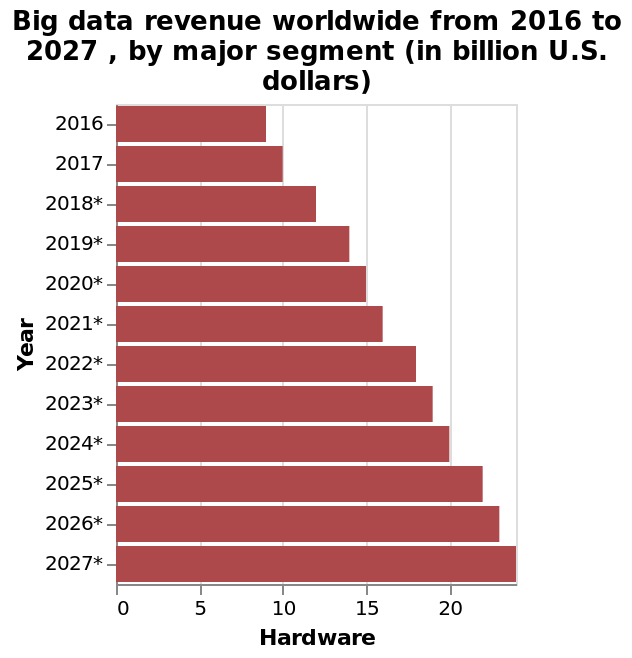 Big data revenue worldwide from 2016 to
2027 , by major segment (in billion U.S.
dollars)
2016
2017
2018*
2019*
2020*
2021*
2022*
2023*
2024*
2025*
2026*
2027*
Year
0 5 10 15 20
Hardware